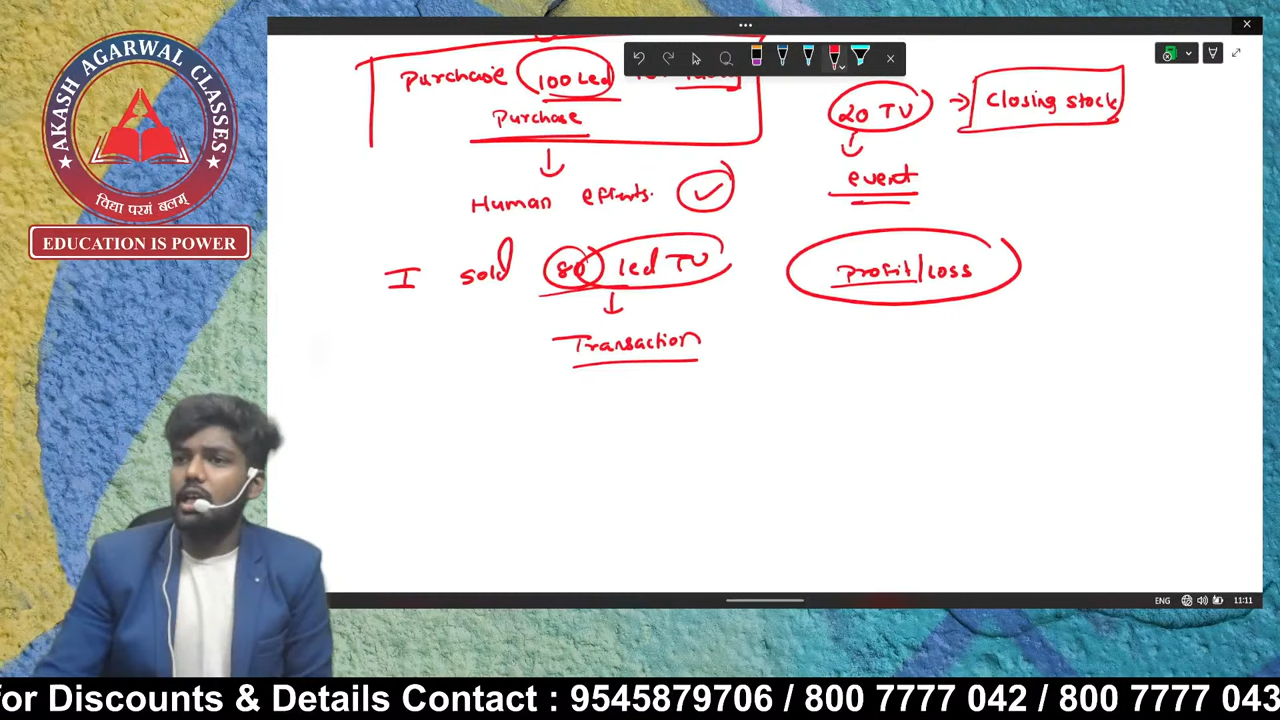 AKASH AGARWAL CLASSES
विद्या परमं बलम्
EDUCATION IS POWER
Purchase 100 Led
Purchase
Human efforts.
I sold 80 led TV
Transaction
20 TV → Closing stock
event
profit/loss
ENG
11:11
for Discounts & Details Contact : 9545879706 / 800 7777 042 / 800 7777 043